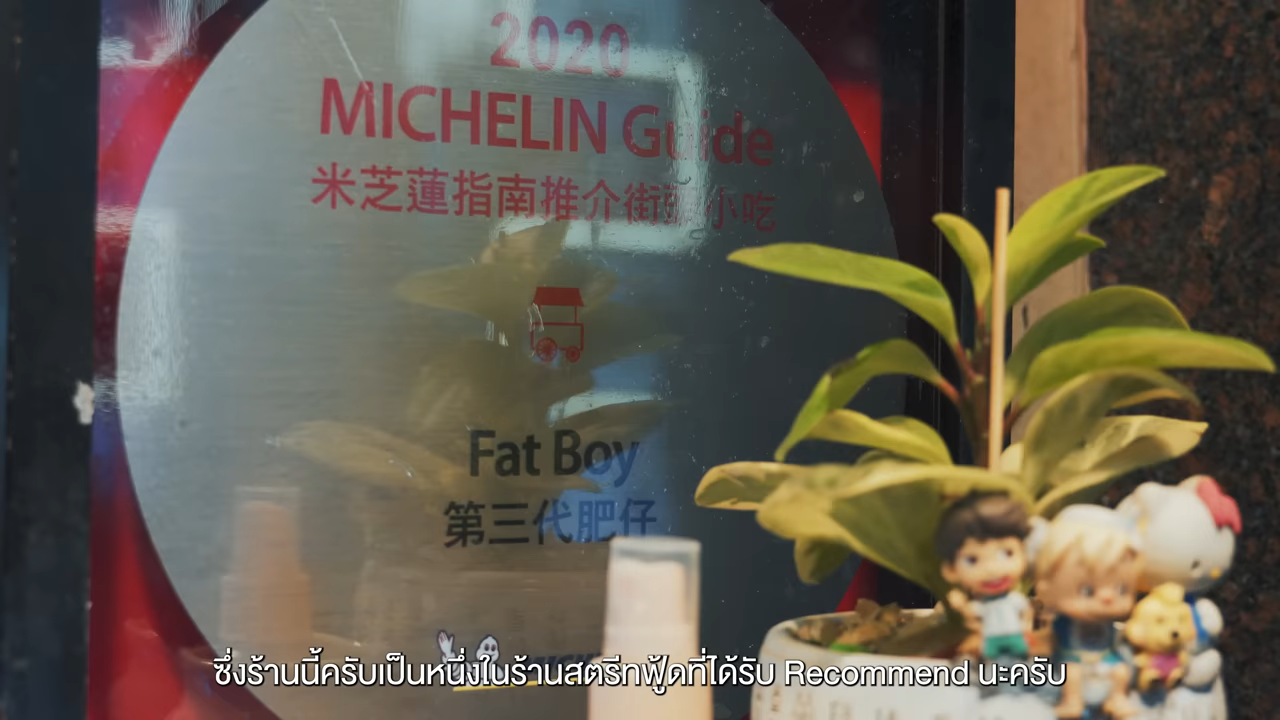 2020
MICHELIN Guide
米芝蓮指南推介街頭小吃
Fat Boy
第三代肥仔
ซึ่งร้านนี้ครับเป็นหนึ่งในร้านสตรีทฟู้ดที่ได้รับ Recommend นะครับ